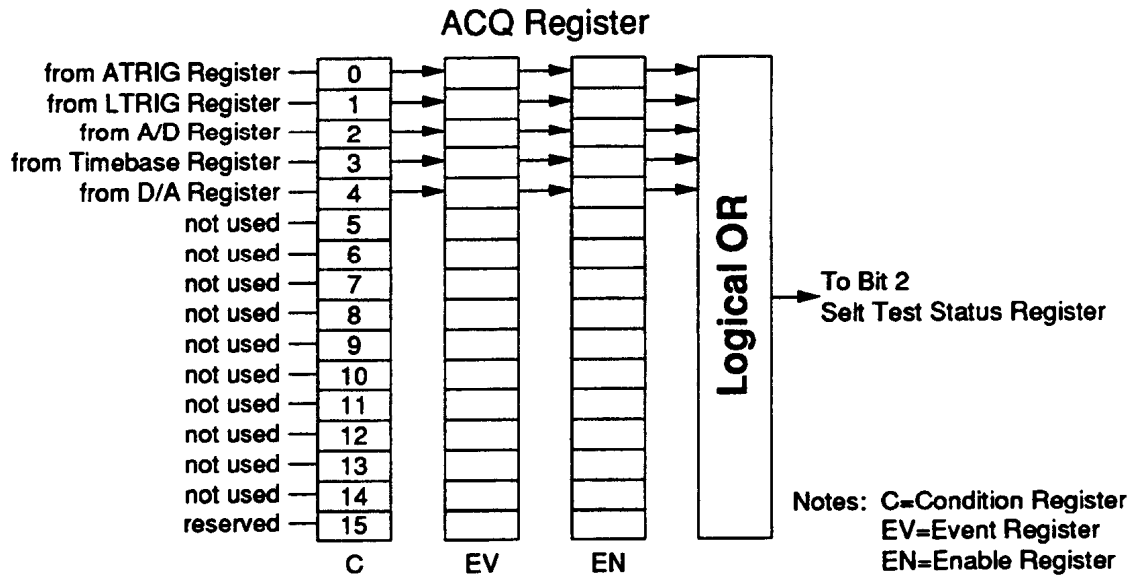 ACQ Register
from ATRIG Register 0
from LTRIG Register 1
from A/D Register 2
from Timebase Register 3
from D/A Register 4
not used 5
not used 6
not used 7
not used 8
not used 9
not used 10
not used 11
not used 12
not used 13
not used 14
reserved 15
C EV EN
Logical OR
To Bit 2
Selt Test Status Register
Notes: C=Condition Register
EV=Event Register
EN=Enable Register